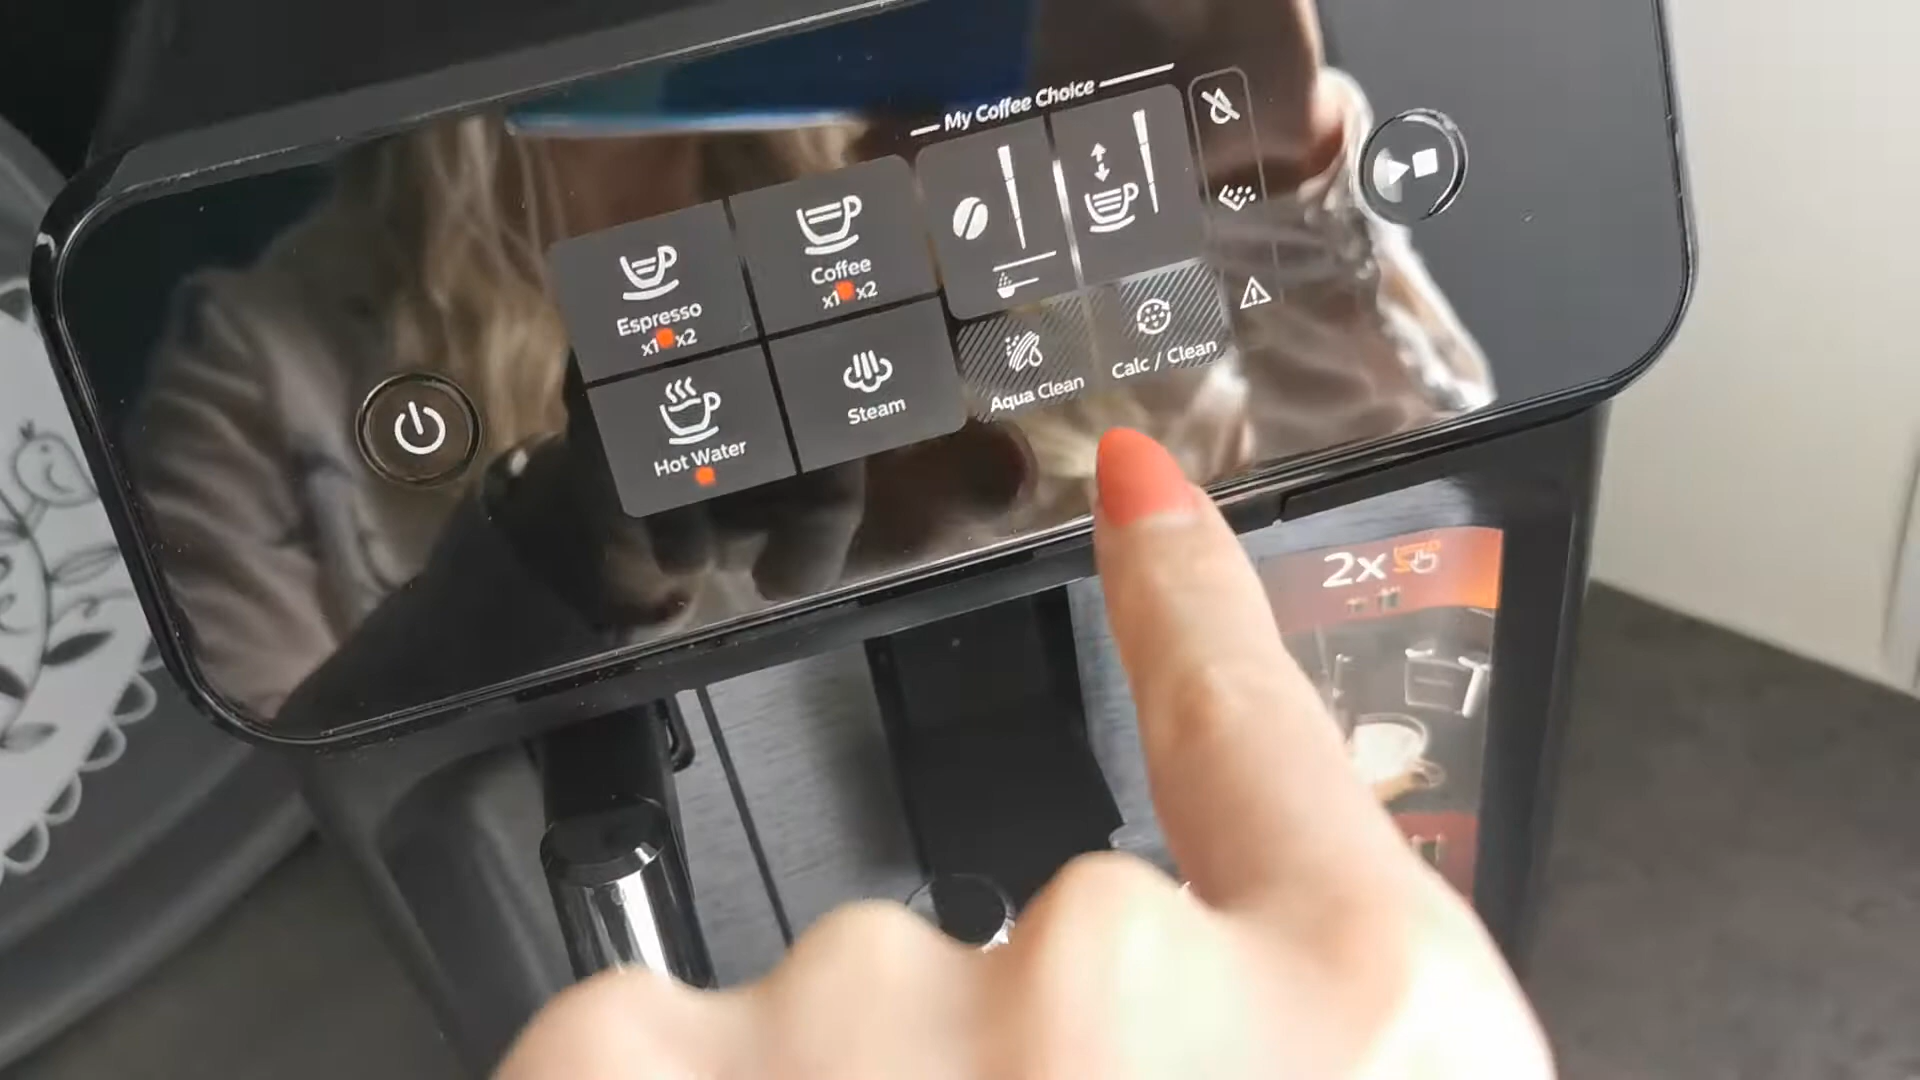 My Coffee Choice
Espresso
x1 x2
Coffee
x1 x2
Hot Water
Steam
Aqua Clean
Calc / Clean
2x